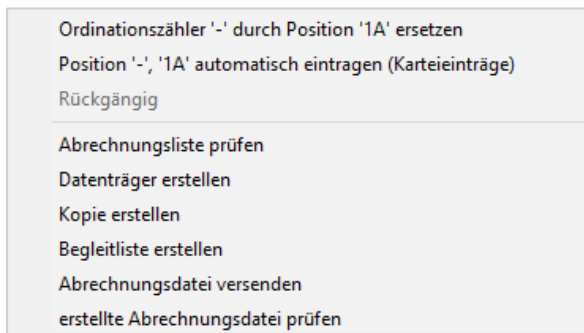 Ordinationszähler '-' durch Position '1A' ersetzen
Position '-', '1A' automatisch eintragen (Karteieinträge)
Rückgängig
Abrechnungsliste prüfen
Datenträger erstellen
Kopie erstellen
Begleitliste erstellen
Abrechnungsdatei versenden
erstellte Abrechnungsdatei prüfen